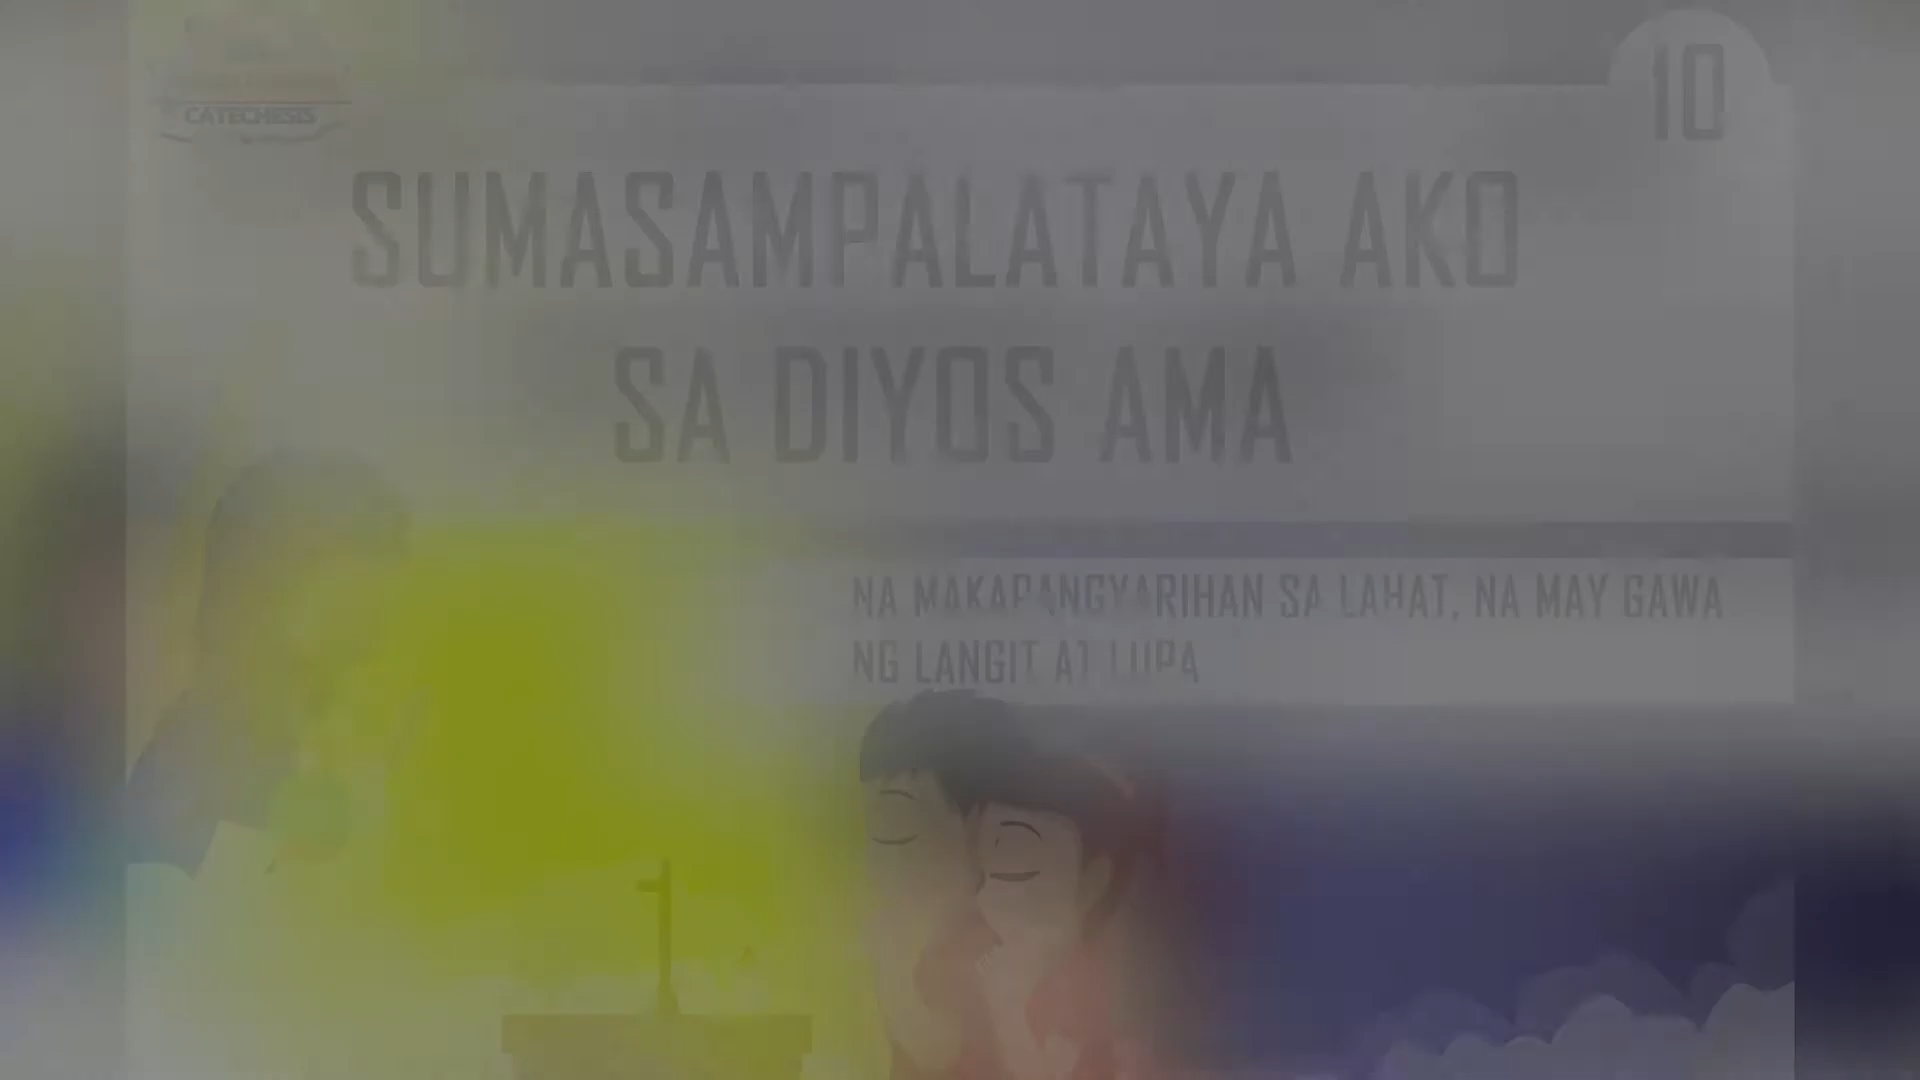 CATECHESIS
10
SUMASAMPALATAYA AKO
SA DIYOS AMA
NA MAKAPANGYARIHAN SA LAHAT, NA MAY GAWA
NG LANGIT AT LUPA